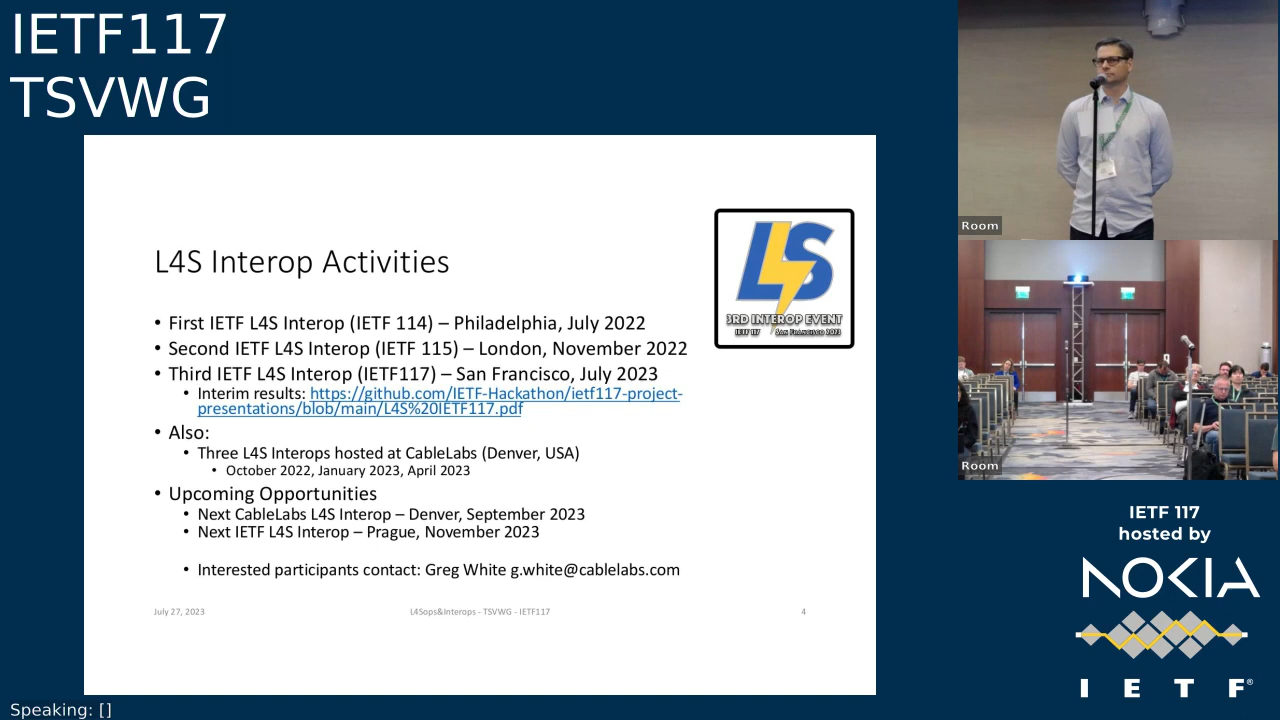 IETF117
TSVWG
L4S Interop Activities
L4S
3RD INTEROP EVENT
IETF 117 SAN FRANCISCO 2023
• First IETF L4S Interop (IETF 114) – Philadelphia, July 2022
• Second IETF L4S Interop (IETF 115) – London, November 2022
• Third IETF L4S Interop (IETF117) – San Francisco, July 2023
• Interim results: https://github.com/IETF-Hackathon/ietf117-project-
presentations/blob/main/L4S%20IETF117.pdf
• Also:
• Three L4S Interops hosted at CableLabs (Denver, USA)
• October 2022, January 2023, April 2023
• Upcoming Opportunities
• Next CableLabs L4S Interop – Denver, September 2023
• Next IETF L4S Interop – Prague, November 2023
• Interested participants contact: Greg White g.white@cablelabs.com
July 27, 2023
L4Sops&Interops - TSVWG - IETF117
4
Room
Room
IETF 117
hosted by
NOKIA
I E T F®
Speaking: []